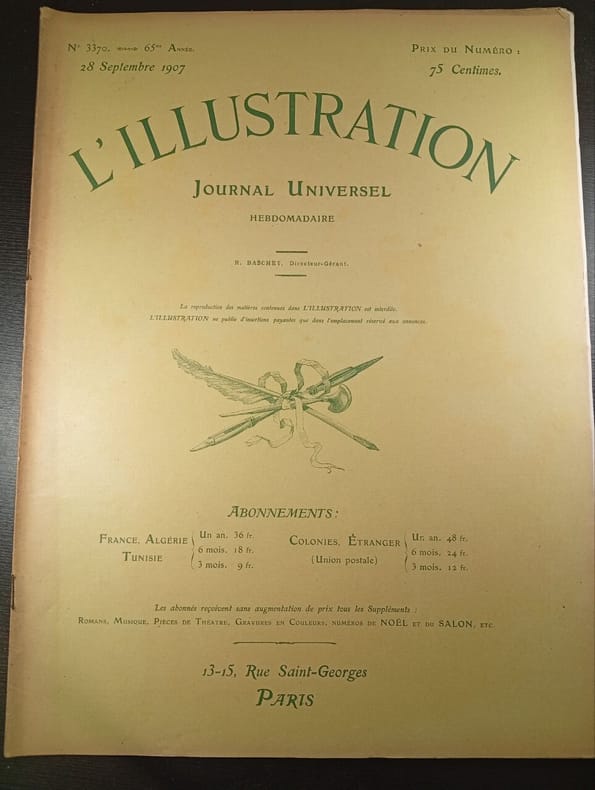 Nº 3370. 65me Année.
28 Septembre 1907
Prix du Numéro :
75 Centimes.
L'ILLUSTRATION
Journal Universel
HEBDOMADAIRE
R. BASCHET, Directeur-Gérant.
La reproduction des matières contenues dans L'ILLUSTRATION est interdite.
L'ILLUSTRATION ne publie d'insertions payantes que dans l'emplacement réservé aux annonces.
Abonnements :
France, Algérie
Tunisie
Un an. 36 fr.
6 mois. 18 fr.
3 mois. 9 fr.
Colonies, Étranger
(Union postale)
Un an. 48 fr.
6 mois. 24 fr.
3 mois. 12 fr.
Les abonnés reçoivent sans augmentation de prix tous les Suppléments :
Romans, Musique, Pièces de Théâtre, Gravures en Couleurs, numéros de NOËL et du SALON, etc.
13-15, Rue Saint-Georges
Paris